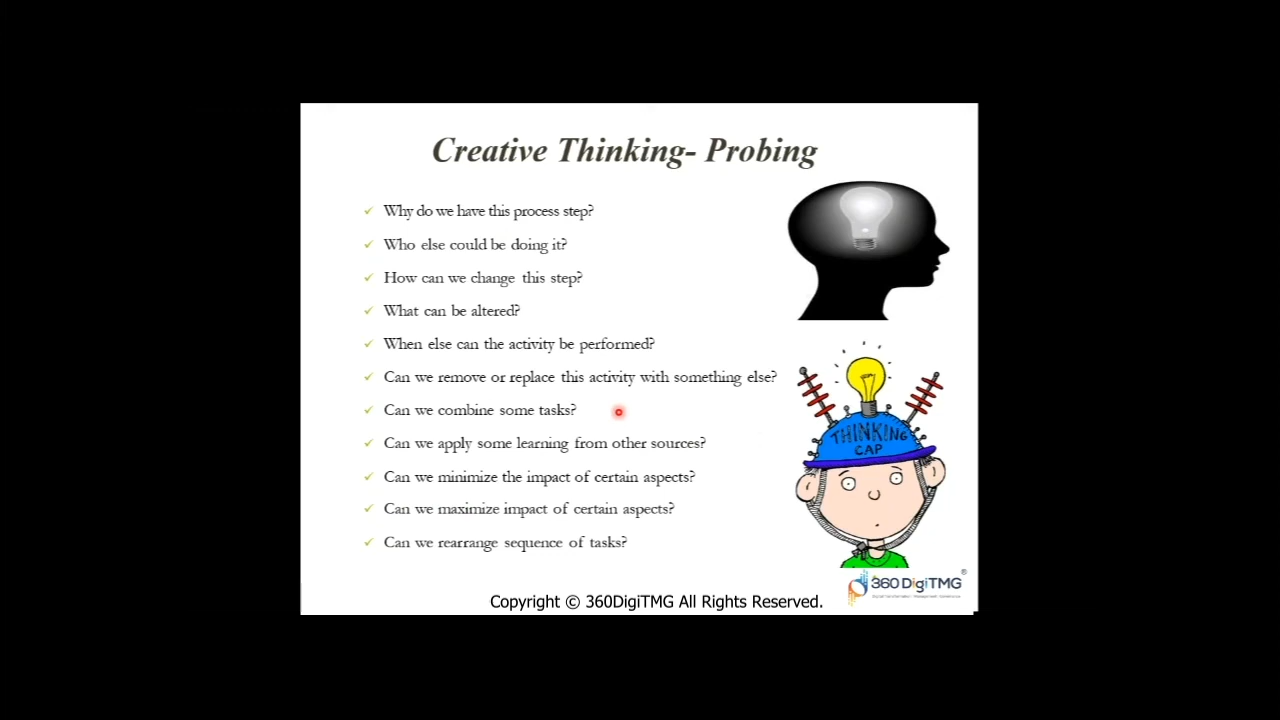 Creative Thinking- Probing
Why do we have this process step?
Who else could be doing it?
How can we change this step?
What can be altered?
When else can the activity be performed?
Can we remove or replace this activity with something else?
Can we combine some tasks?
Can we apply some learning from other sources?
Can we minimize the impact of certain aspects?
Can we maximize impact of certain aspects?
Can we rearrange sequence of tasks?
THINKING
CAP
360DigiTMG®
Copyright © 360DigiTMG All Rights Reserved.